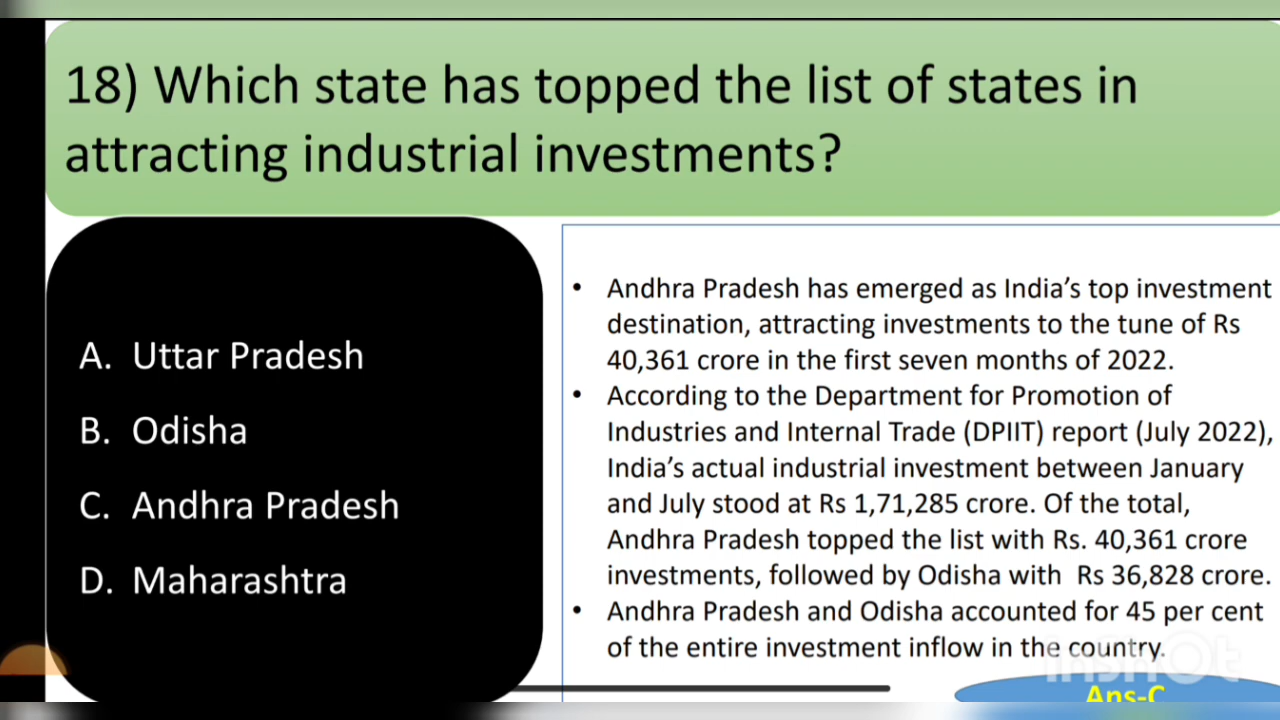 18) Which state has topped the list of states in
attracting industrial investments?
A. Uttar Pradesh
B. Odisha
C. Andhra Pradesh
D. Maharashtra
• Andhra Pradesh has emerged as India’s top investment
destination, attracting investments to the tune of Rs
40,361 crore in the first seven months of 2022.
• According to the Department for Promotion of
Industries and Internal Trade (DPIIT) report (July 2022),
India’s actual industrial investment between January
and July stood at Rs 1,71,285 crore. Of the total,
Andhra Pradesh topped the list with Rs. 40,361 crore
investments, followed by Odisha with Rs 36,828 crore.
• Andhra Pradesh and Odisha accounted for 45 per cent
of the entire investment inflow in the country.
InShOt
Ans-C